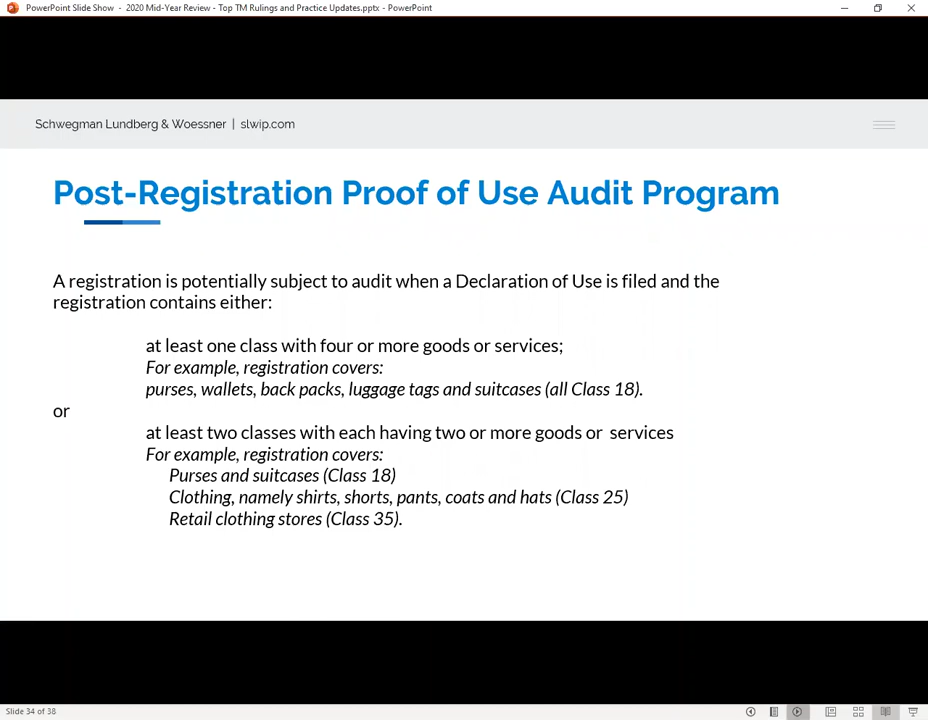 PowerPoint Slide Show - 2020 Mid-Year Review - Top TM Rulings and Practice Updates.pptx - PowerPoint
Schwegman Lundberg & Woessner | slwip.com
Post-Registration Proof of Use Audit Program
A registration is potentially subject to audit when a Declaration of Use is filed and the
registration contains either:
at least one class with four or more goods or services;
For example, registration covers:
purses, wallets, back packs, luggage tags and suitcases (all Class 18).
or
at least two classes with each having two or more goods or services
For example, registration covers:
Purses and suitcases (Class 18)
Clothing, namely shirts, shorts, pants, coats and hats (Class 25)
Retail clothing stores (Class 35).
Slide 34 of 38